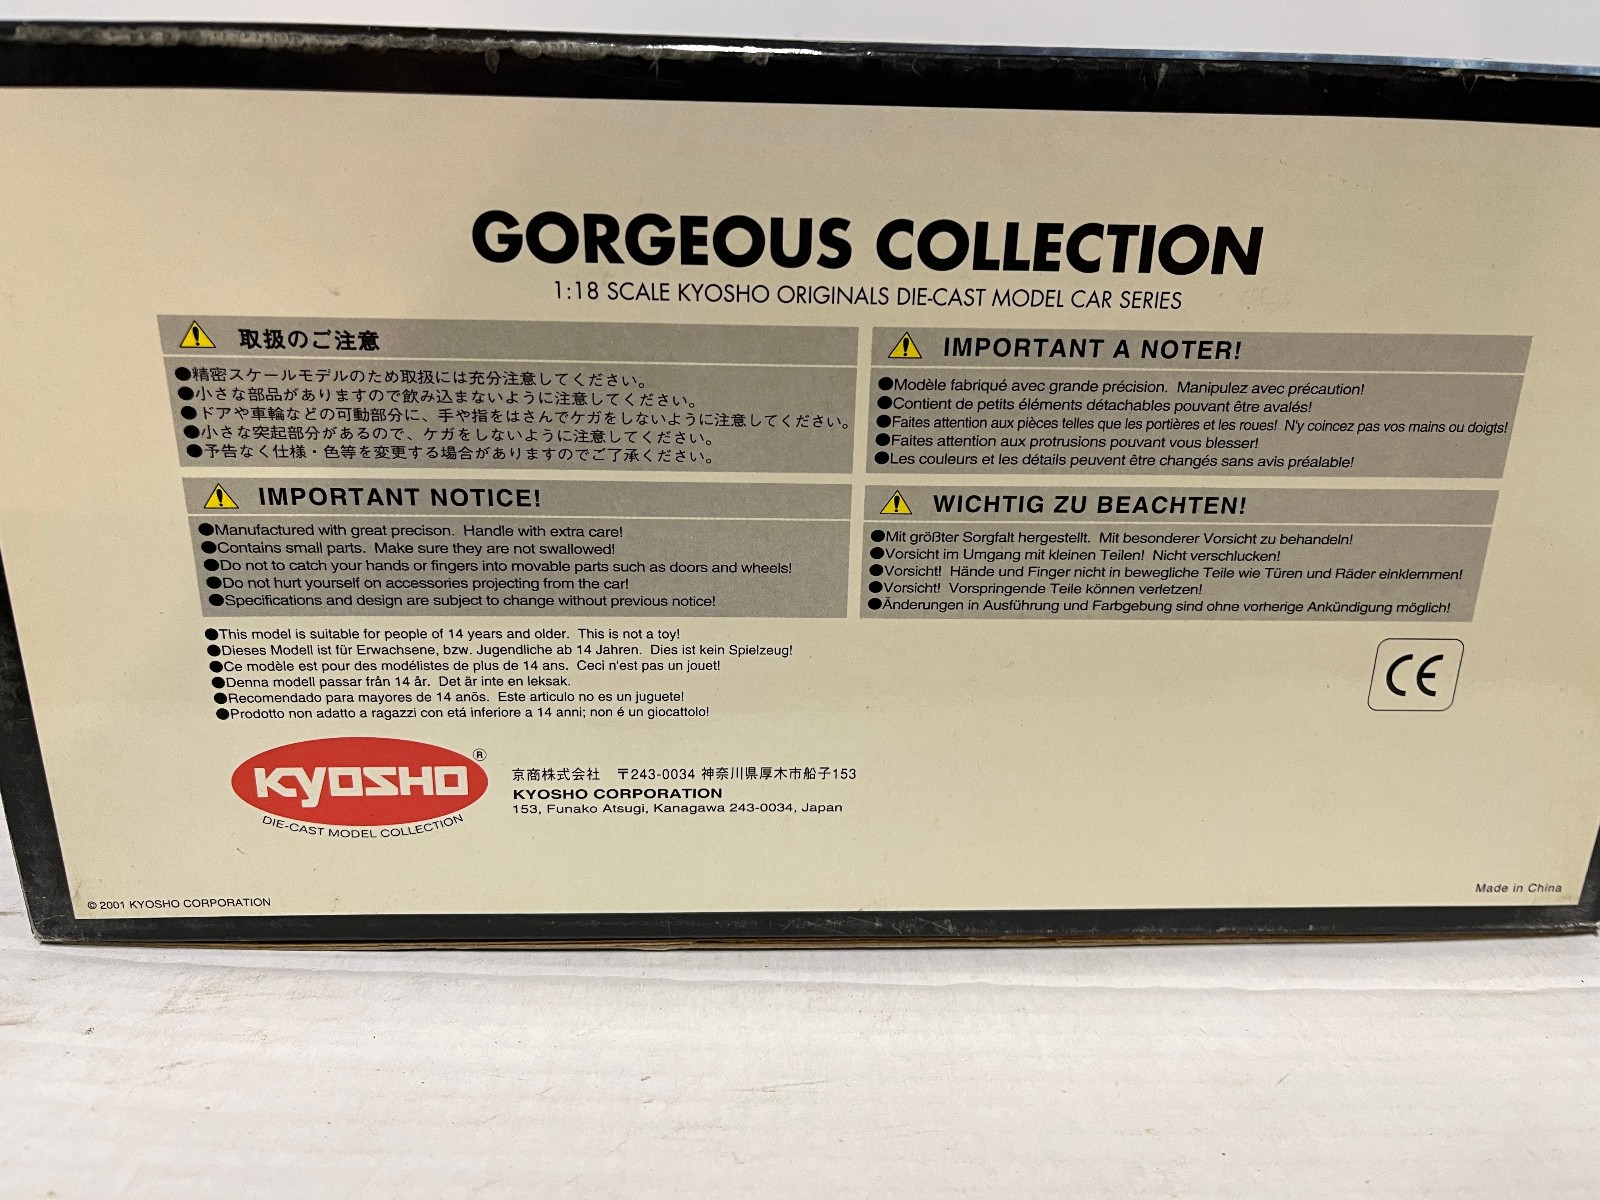 GORGEOUS COLLECTION
1:18 SCALE KYOSHO ORIGINALS DIE-CAST MODEL CAR SERIES
取扱のご注意
●精密スケールモデルのため取扱には充分注意してください。
●小さな部品がありますので飲み込まないように注意してください。
●ドアや車輪などの可動部分に、手や指をはさんでケガをしないように注意してください。
●小さな突起部分があるので、ケガをしないように注意してください。
●予告なく仕様・色等を変更する場合がありますのでご了承ください。
IMPORTANT A NOTER!
●Modèle fabriqué avec grande précision. Manipulez avec précaution!
●Contient de petits éléments détachables pouvant être avalés!
●Faites attention aux pièces telles que les portières et les roues! N'y coincez pas vos mains ou doigts!
●Faites attention aux protrusions pouvant vous blesser!
●Les couleurs et les détails peuvent être changés sans avis préalable!
IMPORTANT NOTICE!
●Manufactured with great precison. Handle with extra care!
●Contains small parts. Make sure they are not swallowed!
●Do not to catch your hands or fingers into movable parts such as doors and wheels!
●Do not hurt yourself on accessories projecting from the car!
●Specifications and design are subject to change without previous notice!
WICHTIG ZU BEACHTEN!
●Mit größter Sorgfalt hergestellt. Mit besonderer Vorsicht zu behandeln!
●Vorsicht im Umgang mit kleinen Teilen! Nicht verschlucken!
●Vorsicht! Hände und Finger nicht in bewegliche Teile wie Türen und Räder einklemmen!
●Vorsicht! Vorspringende Teile können verletzen!
●Änderungen in Ausführung und Farbgebung sind ohne vorherige Ankündigung möglich!
●This model is suitable for people of 14 years and older. This is not a toy!
●Dieses Modell ist für Erwachsene, bzw. Jugendliche ab 14 Jahren. Dies ist kein Spielzeug!
●Ce modèle est pour des modélistes de plus de 14 ans. Ceci n'est pas un jouet!
●Denna modell passar från 14 år. Det är inte en leksak.
●Recomendado para mayores de 14 anõs. Este articulo no es un juguete!
●Prodotto non adatto a ragazzi con etá inferiore a 14 anni; non é un giocattolo!
CE
KYOSHO ®
DIE-CAST MODEL COLLECTION
京商株式会社 〒243-0034 神奈川県厚木市船子153
KYOSHO CORPORATION
153, Funako Atsugi, Kanagawa 243-0034, Japan
© 2001 KYOSHO CORPORATION
Made in China